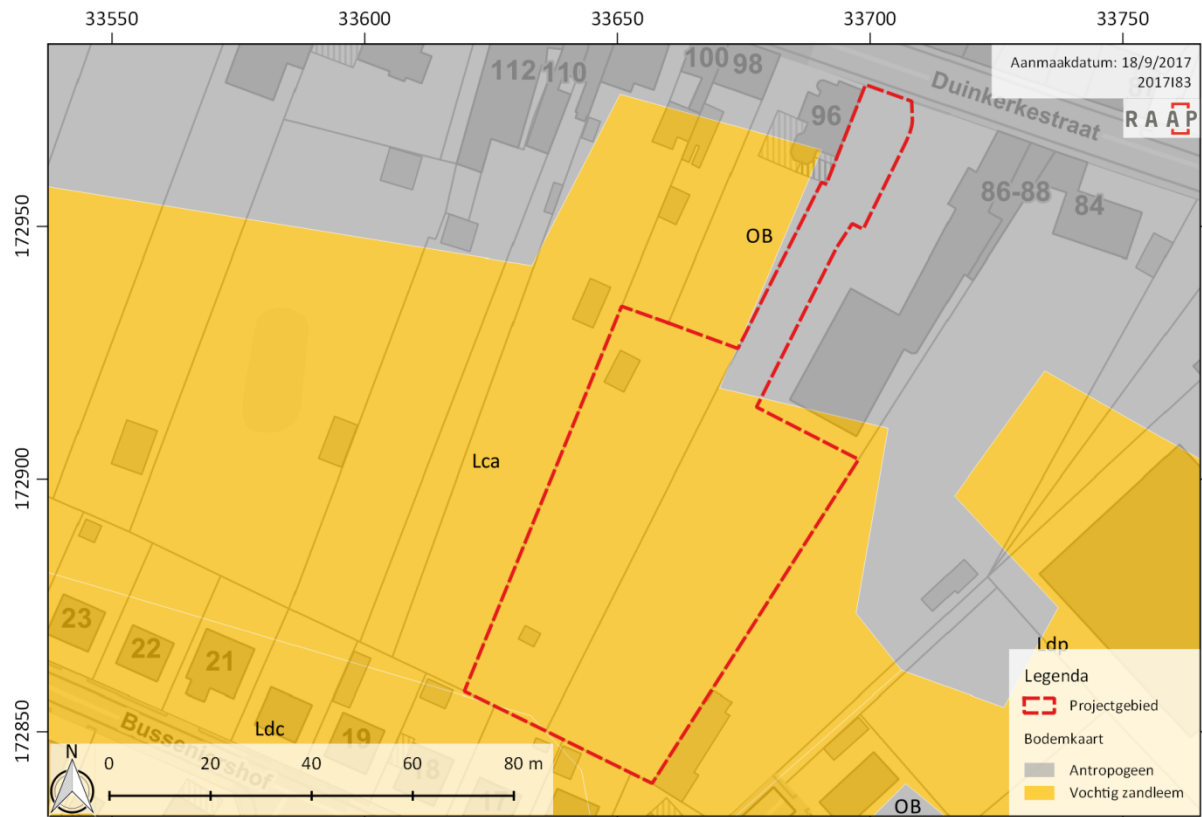 33550 33600 33650 33700 33750
Aanmaakdatum: 18/9/2017
2017I83
RAAP
Duinkerkestraat
112 110 100 98
96
86-88 84
172950
OB
172900
Lca
23 22 21
Ldc 19
18
Busseniershof
172850
Ldp
N
0 20 40 60 80 m
OB
Legenda
Projectgebied
Bodemkaart
Antropogeen
Vochtig zandleem